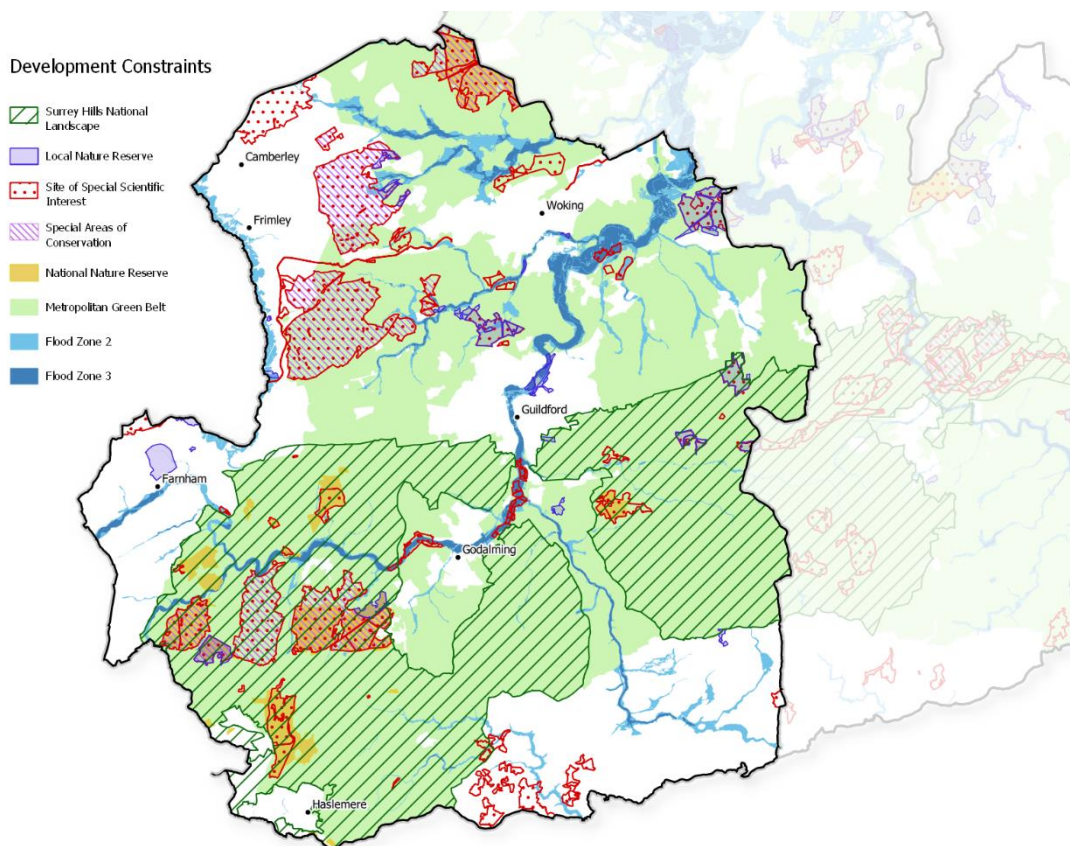 Development Constraints
Surrey Hills National
Landscape
Local Nature Reserve
Site of Special Scientific
Interest
Special Areas of
Conservation
National Nature Reserve
Metropolitan Green Belt
Flood Zone 2
Flood Zone 3
Camberley
Frimley
Woking
Guildford
Farnham
Godalming
Haslemere